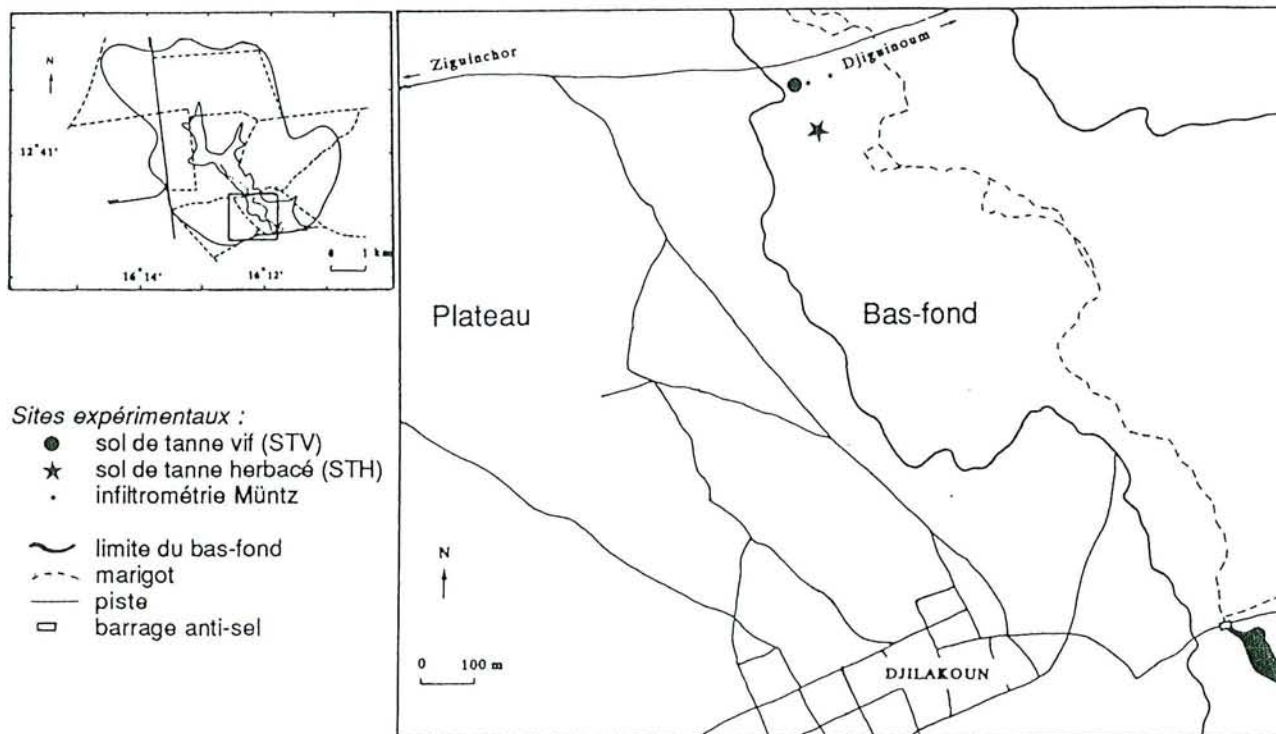 N
12°41'
16°14'
16°12'
0 1 km
Sites expérimentaux :
sol de tanne vif (STV)
sol de tanne herbacé (STH)
infiltrométrie Müntz
limite du bas-fond
marigot
piste
barrage anti-sel
Ziguinchor
Djiguinoum
Plateau
Bas-fond
N
0 100 m
DJILAKOUN